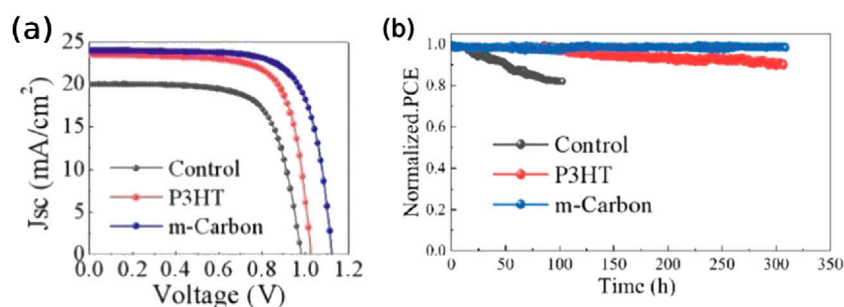 (a)
Jsc (mA/cm²)
25
20
15
10
5
0
Control
P3HT
m-Carbon
0.0 0.2 0.4 0.6 0.8 1.0 1.2
Voltage (V)
(b)
Normalized.PCE
1.0
0.8
0.6
0.4
0.2
0.0
Control
P3HT
m-Carbon
0 50 100 150 200 250 300 350
Time (h)